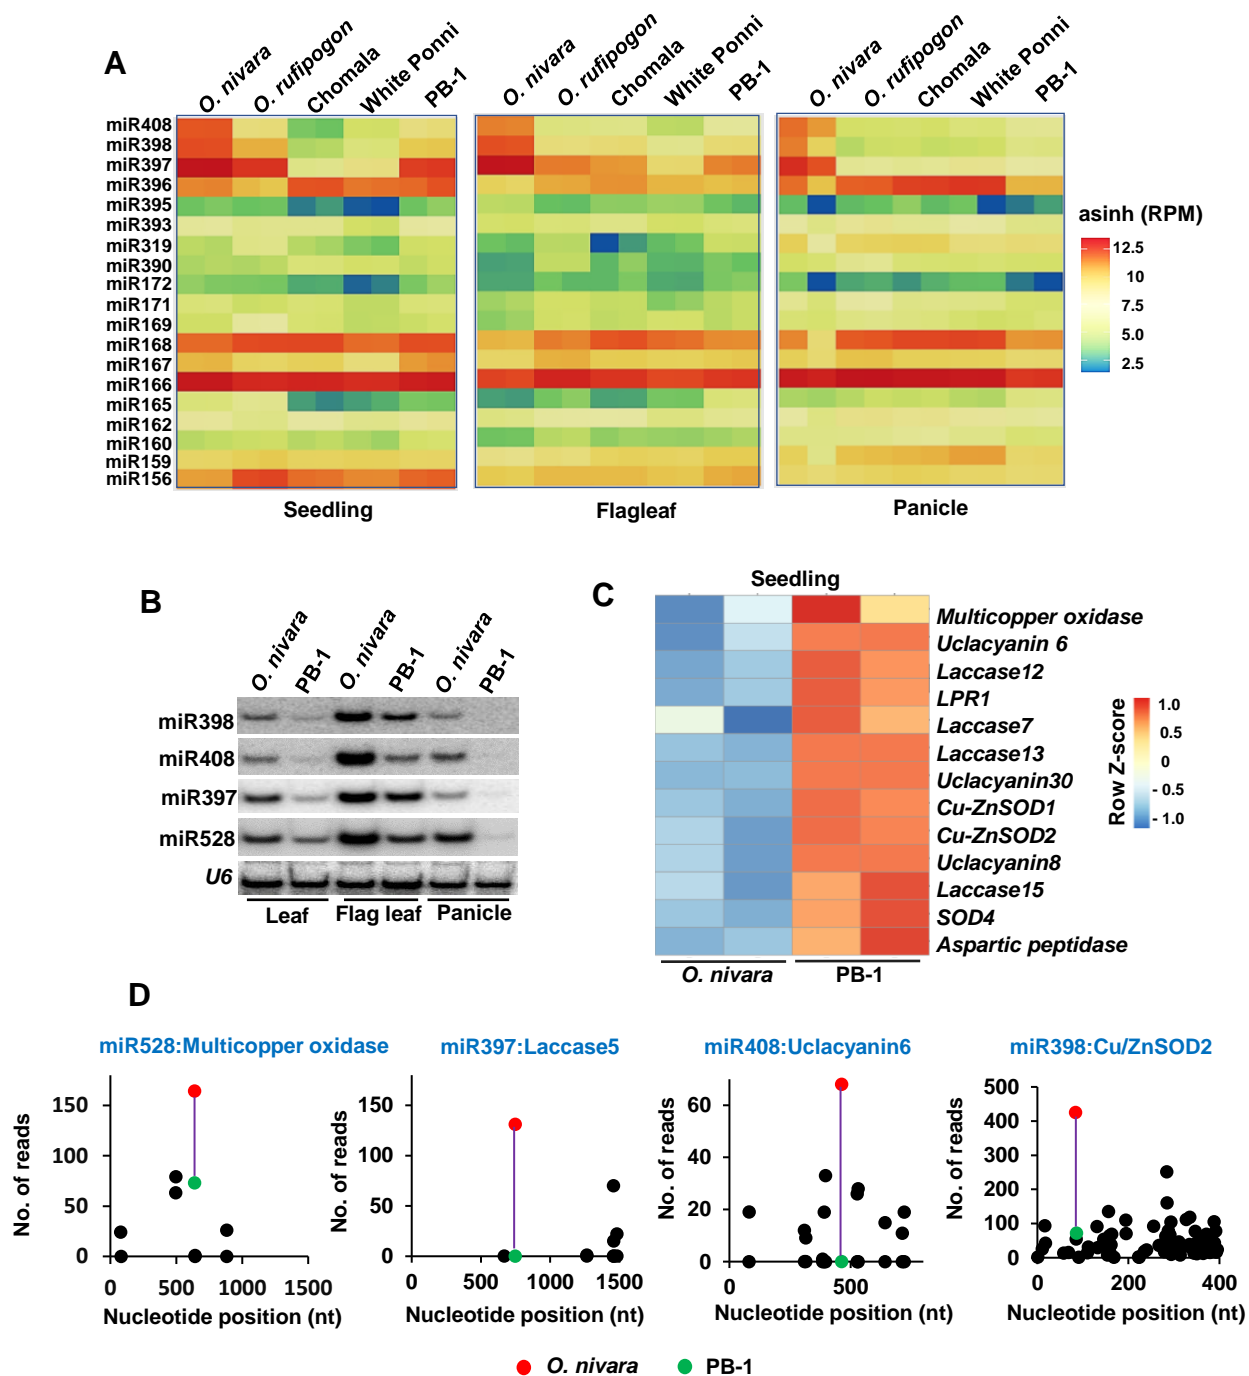 A
O. nivara
O. rufipogon
Chomala
White Ponni
PB-1
O. nivara
O. rufipogon
Chomala
White Ponni
PB-1
O. nivara
O. rufipogon
Chomala
White Ponni
PB-1
miR408
miR398
miR397
miR396
miR395
miR393
miR319
miR390
miR172
miR171
miR169
miR168
miR167
miR166
miR165
miR162
miR160
miR159
miR156
asinh (RPM)
12.5
10
7.5
5.0
2.5
Seedling
Flagleaf
Panicle
B
O. nivara
PB-1
O. nivara
PB-1
O. nivara
PB-1
miR398
miR408
miR397
miR528
U6
Leaf
Flag leaf
Panicle
C
Seedling
Multicopper oxidase
Uclacyanin 6
Laccase12
LPR1
Laccase7
Laccase13
Uclacyanin30
Cu-ZnSOD1
Cu-ZnSOD2
Uclacyanin8
Laccase15
SOD4
Aspartic peptidase
O. nivara
PB-1
Row Z-score
1.0
0.5
0
- 0.5
- 1.0
D
miR528:Multicopper oxidase
No. of reads
150
100
50
0
0 500 1000 1500
Nucleotide position (nt)
miR397:Laccase5
No. of reads
150
100
50
0
0 500 1000 1500
Nucleotide position (nt)
miR408:Uclacyanin6
No. of reads
60
40
20
0
0 500
Nucleotide position (nt)
miR398:Cu/ZnSOD2
No. of reads
500
400
300
200
100
0
0 200 400
Nucleotide position (nt)
O. nivara
PB-1